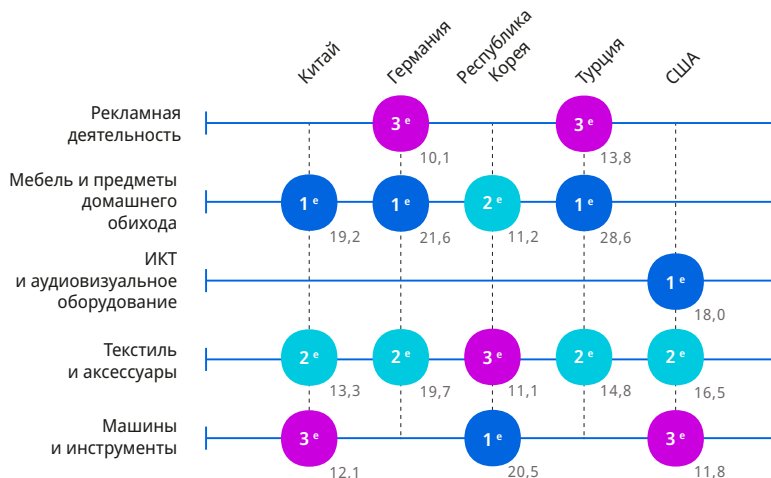 Китай
Германия
Республика
Корея
Турция
США
Рекламная
деятельность
3 е
3 е
10,1
13,8
Мебель и предметы
домашнего
обихода
1 е
1 е
2 е
1 е
19,2
21,6
11,2
28,6
ИКТ
и аудиовизуальное
оборудование
1 е
18,0
Текстиль
и аксессуары
2 е
2 е
3 е
2 е
2 е
13,3
19,7
11,1
14,8
16,5
Машины
и инструменты
3 е
1 е
3 е
12.1
20,5
11,8